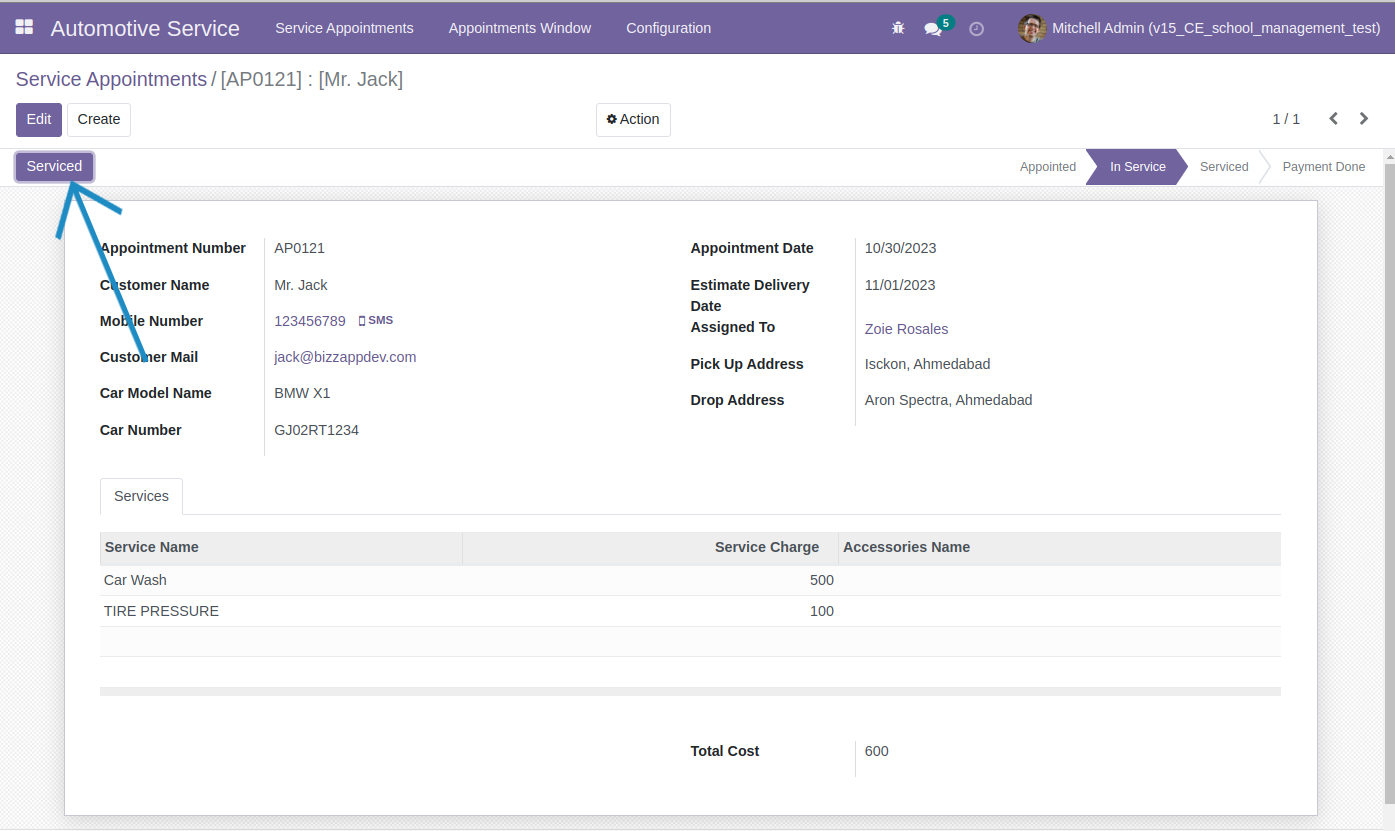 Automotive Service Service Appointments Appointments Window Configuration 5 Mitchell Admin (v15_CE_school_management_test)
Service Appointments / [AP0121] : [Mr. Jack]
Edit Create Action 1 / 1
Serviced Appointed In Service Serviced Payment Done
Appointment Number AP0121 Appointment Date 10/30/2023
Customer Name Mr. Jack Estimate Delivery Date 11/01/2023
Mobile Number 123456789 SMS Assigned To Zoie Rosales
Customer Mail jack@bizzappdev.com Pick Up Address Isckon, Ahmedabad
Car Model Name BMW X1 Drop Address Aron Spectra, Ahmedabad
Car Number GJ02RT1234
Services
Service Name Service Charge Accessories Name
Car Wash 500
TIRE PRESSURE 100
Total Cost 600